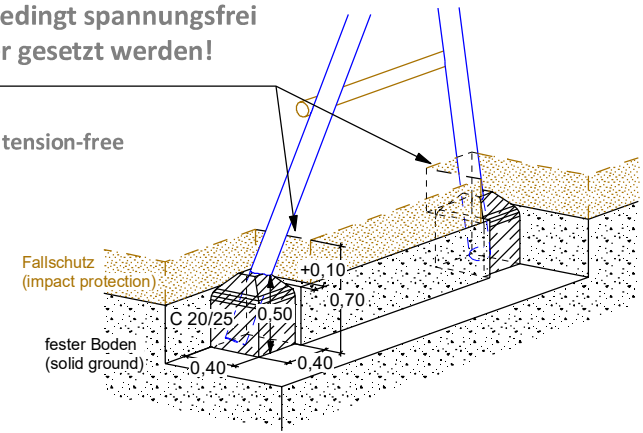 edingt spannungsfrei
er gesetzt werden!
tension-free
Fallschutz
(impact protection)
+0,10
0,70
C 20/25
0,50
fester Boden
(solid ground)
0,40
0,40